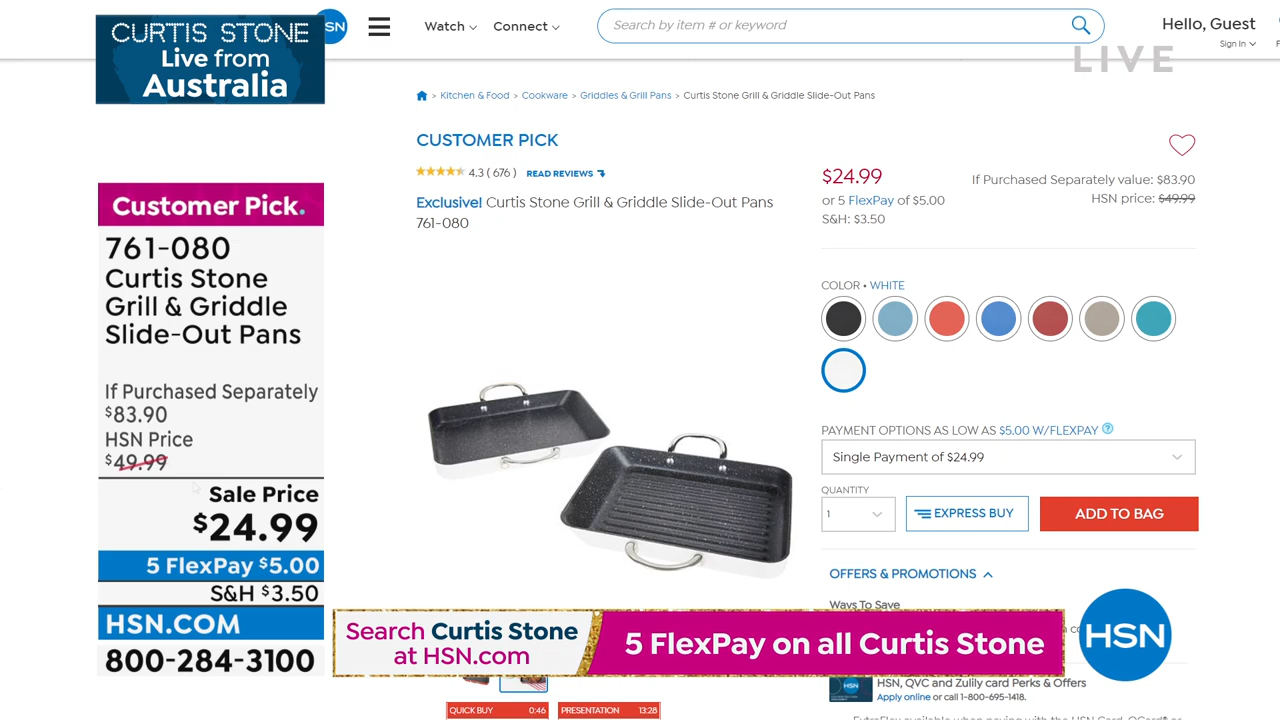 CURTIS STONE
Live from
Australia
Watch
Connect
Search by item # or keyword
Hello, Guest
Sign In
LIVE
> Kitchen & Food > Cookware > Griddles & Grill Pans > Curtis Stone Grill & Griddle Slide-Out Pans
CUSTOMER PICK
4.3 ( 676 ) READ REVIEWS
Exclusive! Curtis Stone Grill & Griddle Slide-Out Pans
761-080
$24.99
or 5 FlexPay of $5.00
S&H: $3.50
If Purchased Separately value: $83.90
HSN price: $49.99
COLOR • WHITE
PAYMENT OPTIONS AS LOW AS $5.00 W/FLEXPAY ?
Single Payment of $24.99
QUANTITY
1
EXPRESS BUY
ADD TO BAG
OFFERS & PROMOTIONS
Ways To Save
HSN, QVC and Zulily card Perks & Offers
Apply online or call 1-800-695-1418.
Customer Pick.
761-080
Curtis Stone
Grill & Griddle
Slide-Out Pans
If Purchased Separately
$83.90
HSN Price
$49.99
Sale Price
$24.99
5 FlexPay $5.00
S&H $3.50
HSN.COM
800-284-3100
Search Curtis Stone
at HSN.com
5 FlexPay on all Curtis Stone
HSN
QUICK BUY 0:46
PRESENTATION 13:28